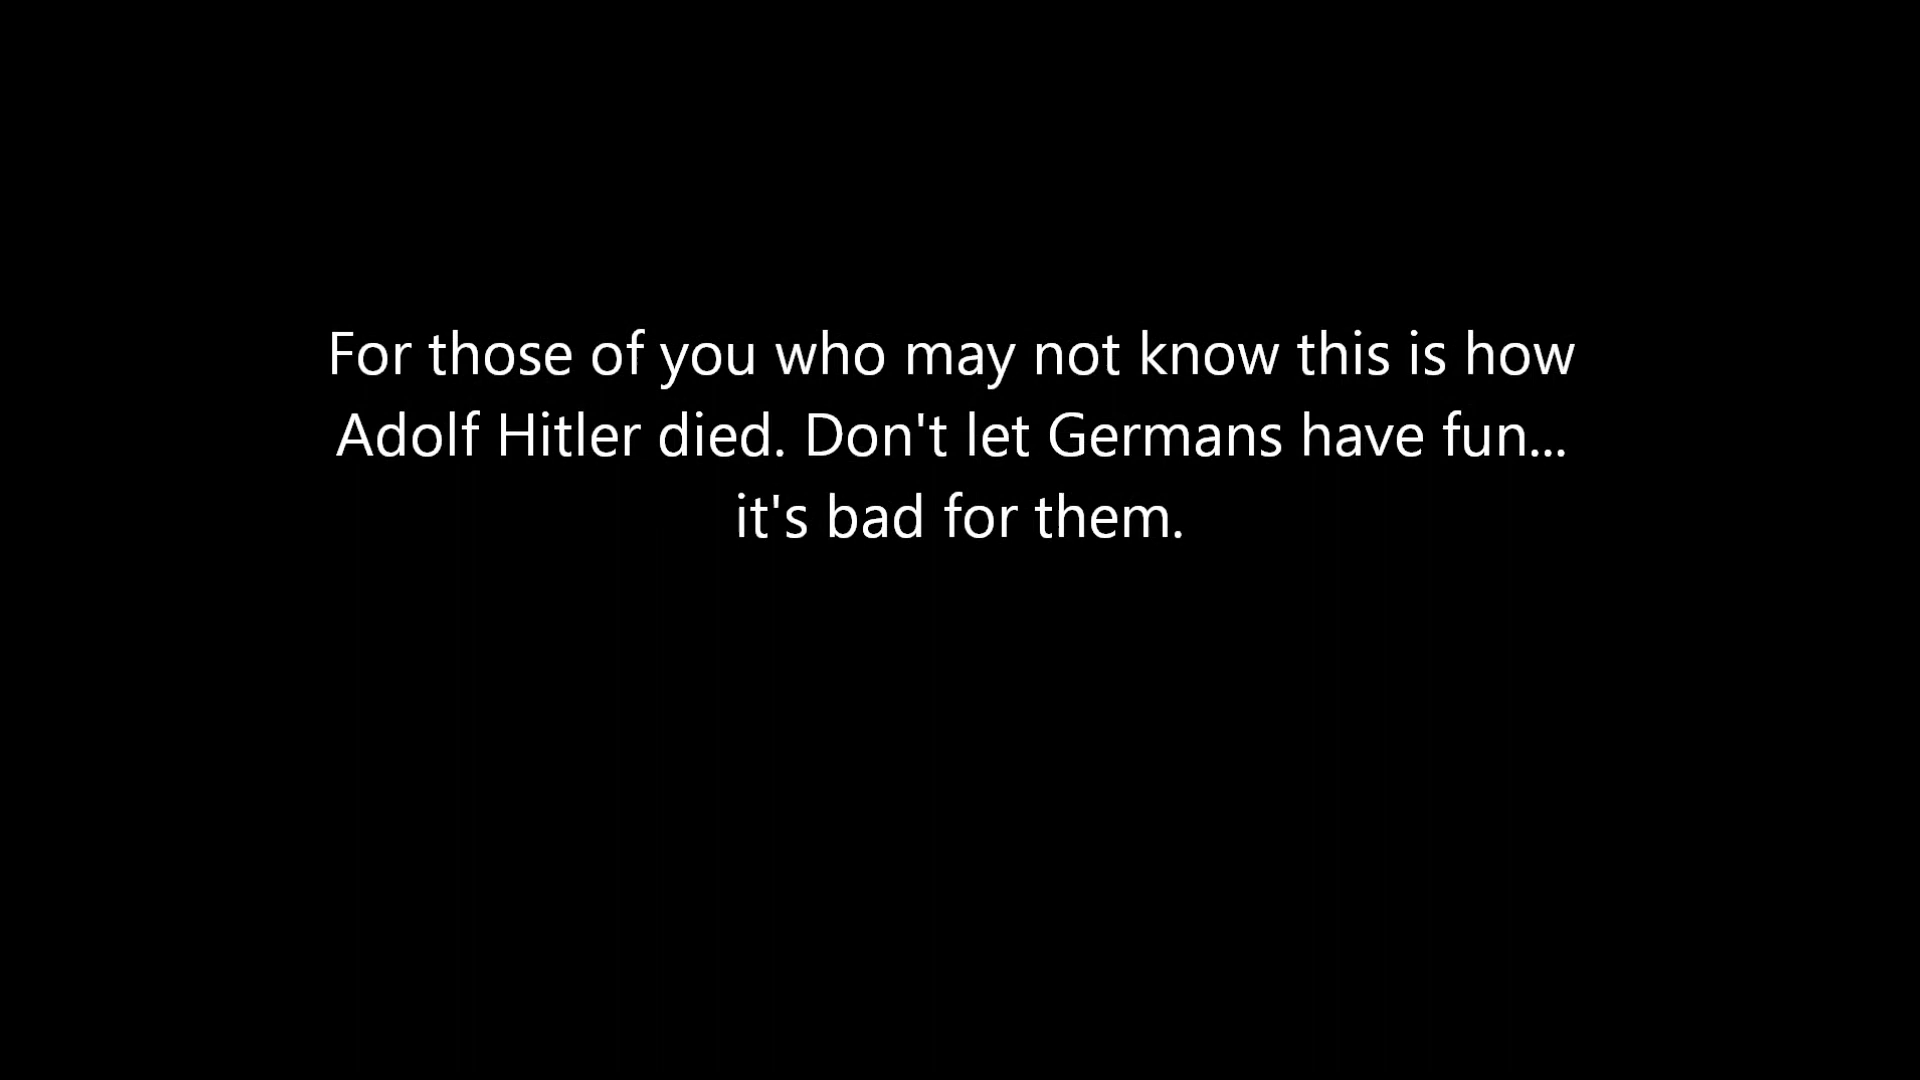 For those of you who may not know this is how
Adolf Hitler died. Don't let Germans have fun...
it's bad for them.